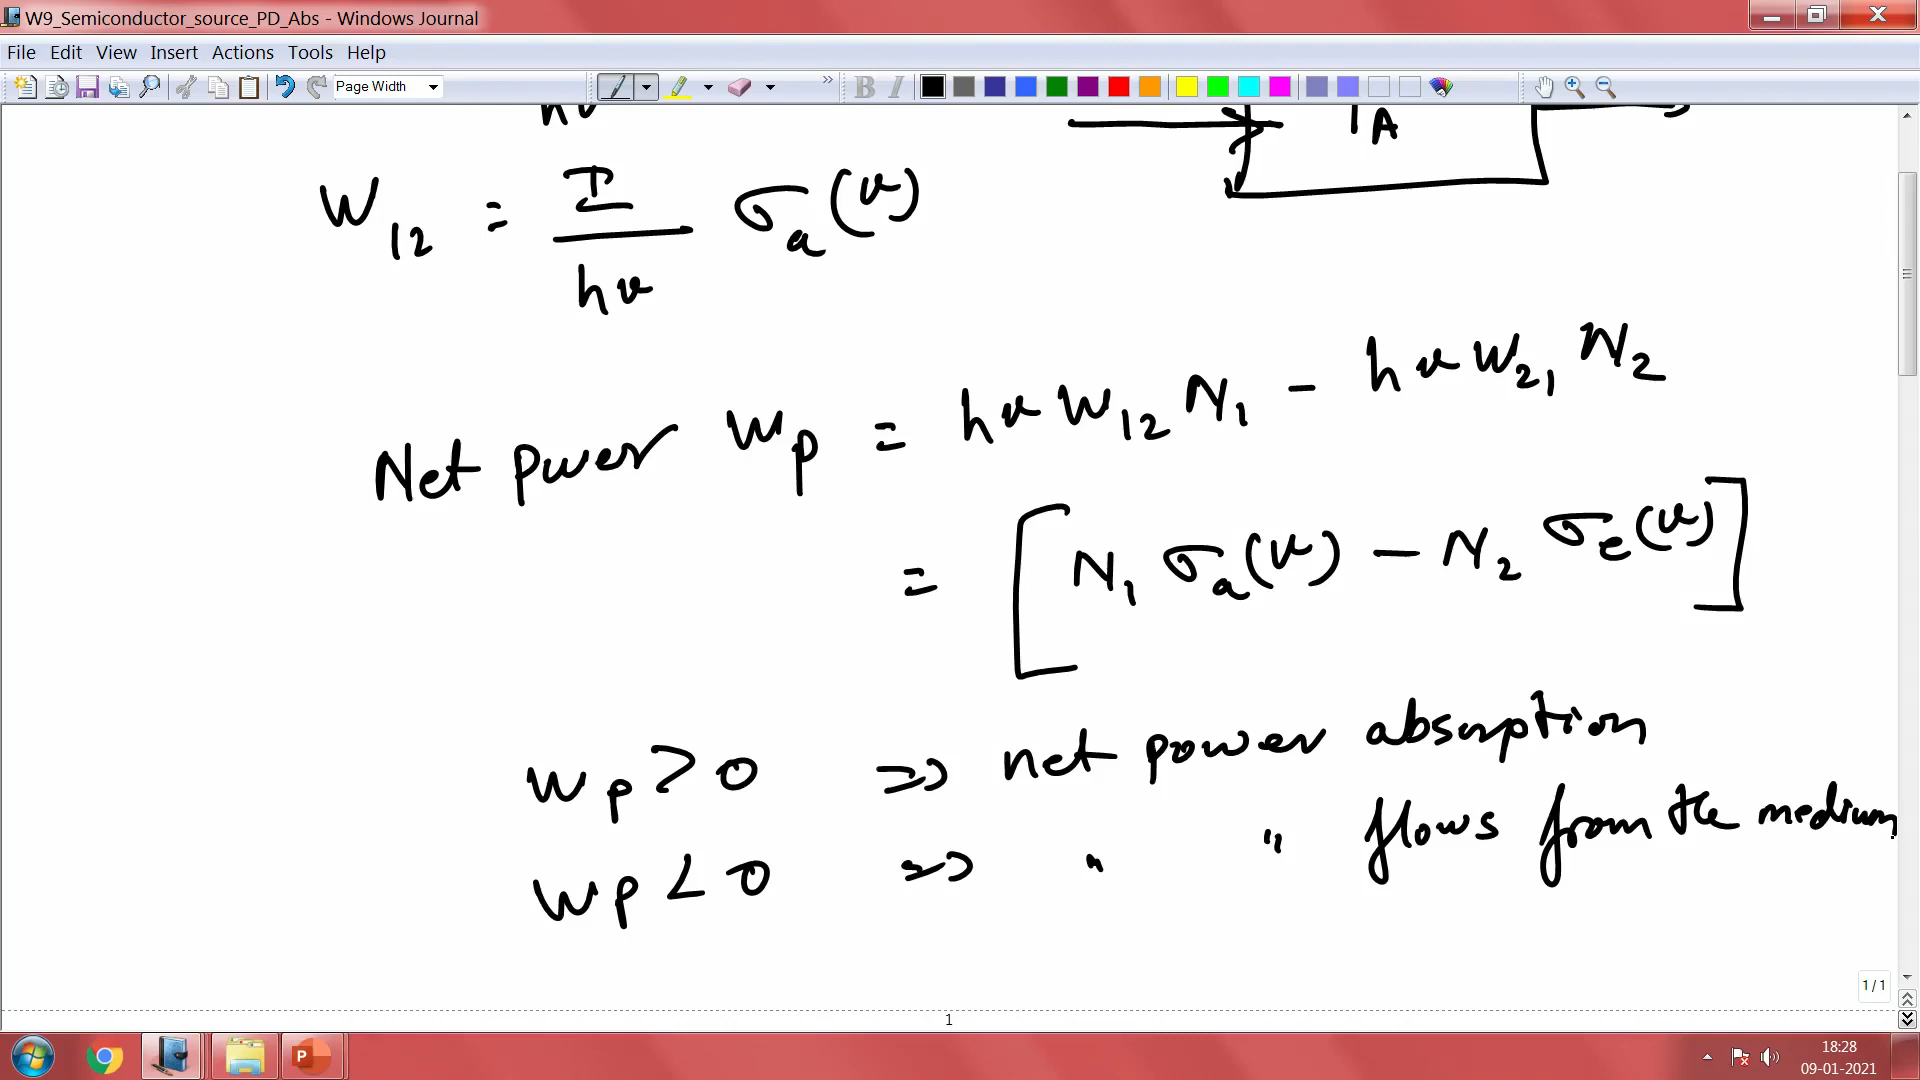 W9_Semiconductor_source_PD_Abs - Windows Journal
File Edit View Insert Actions Tools Help
Page Width
B I
hν
I_A
W_12 = I / hν σ_a(ν)
Net power W_p = hν W_12 N_1 - hν W_21 N_2
= [N_1 σ_a(ν) - N_2 σ_e(ν)]
W_p > 0 => net power absorption
W_p < 0 => " " flows from the medium
1/1
1
P
18:28
09-01-2021